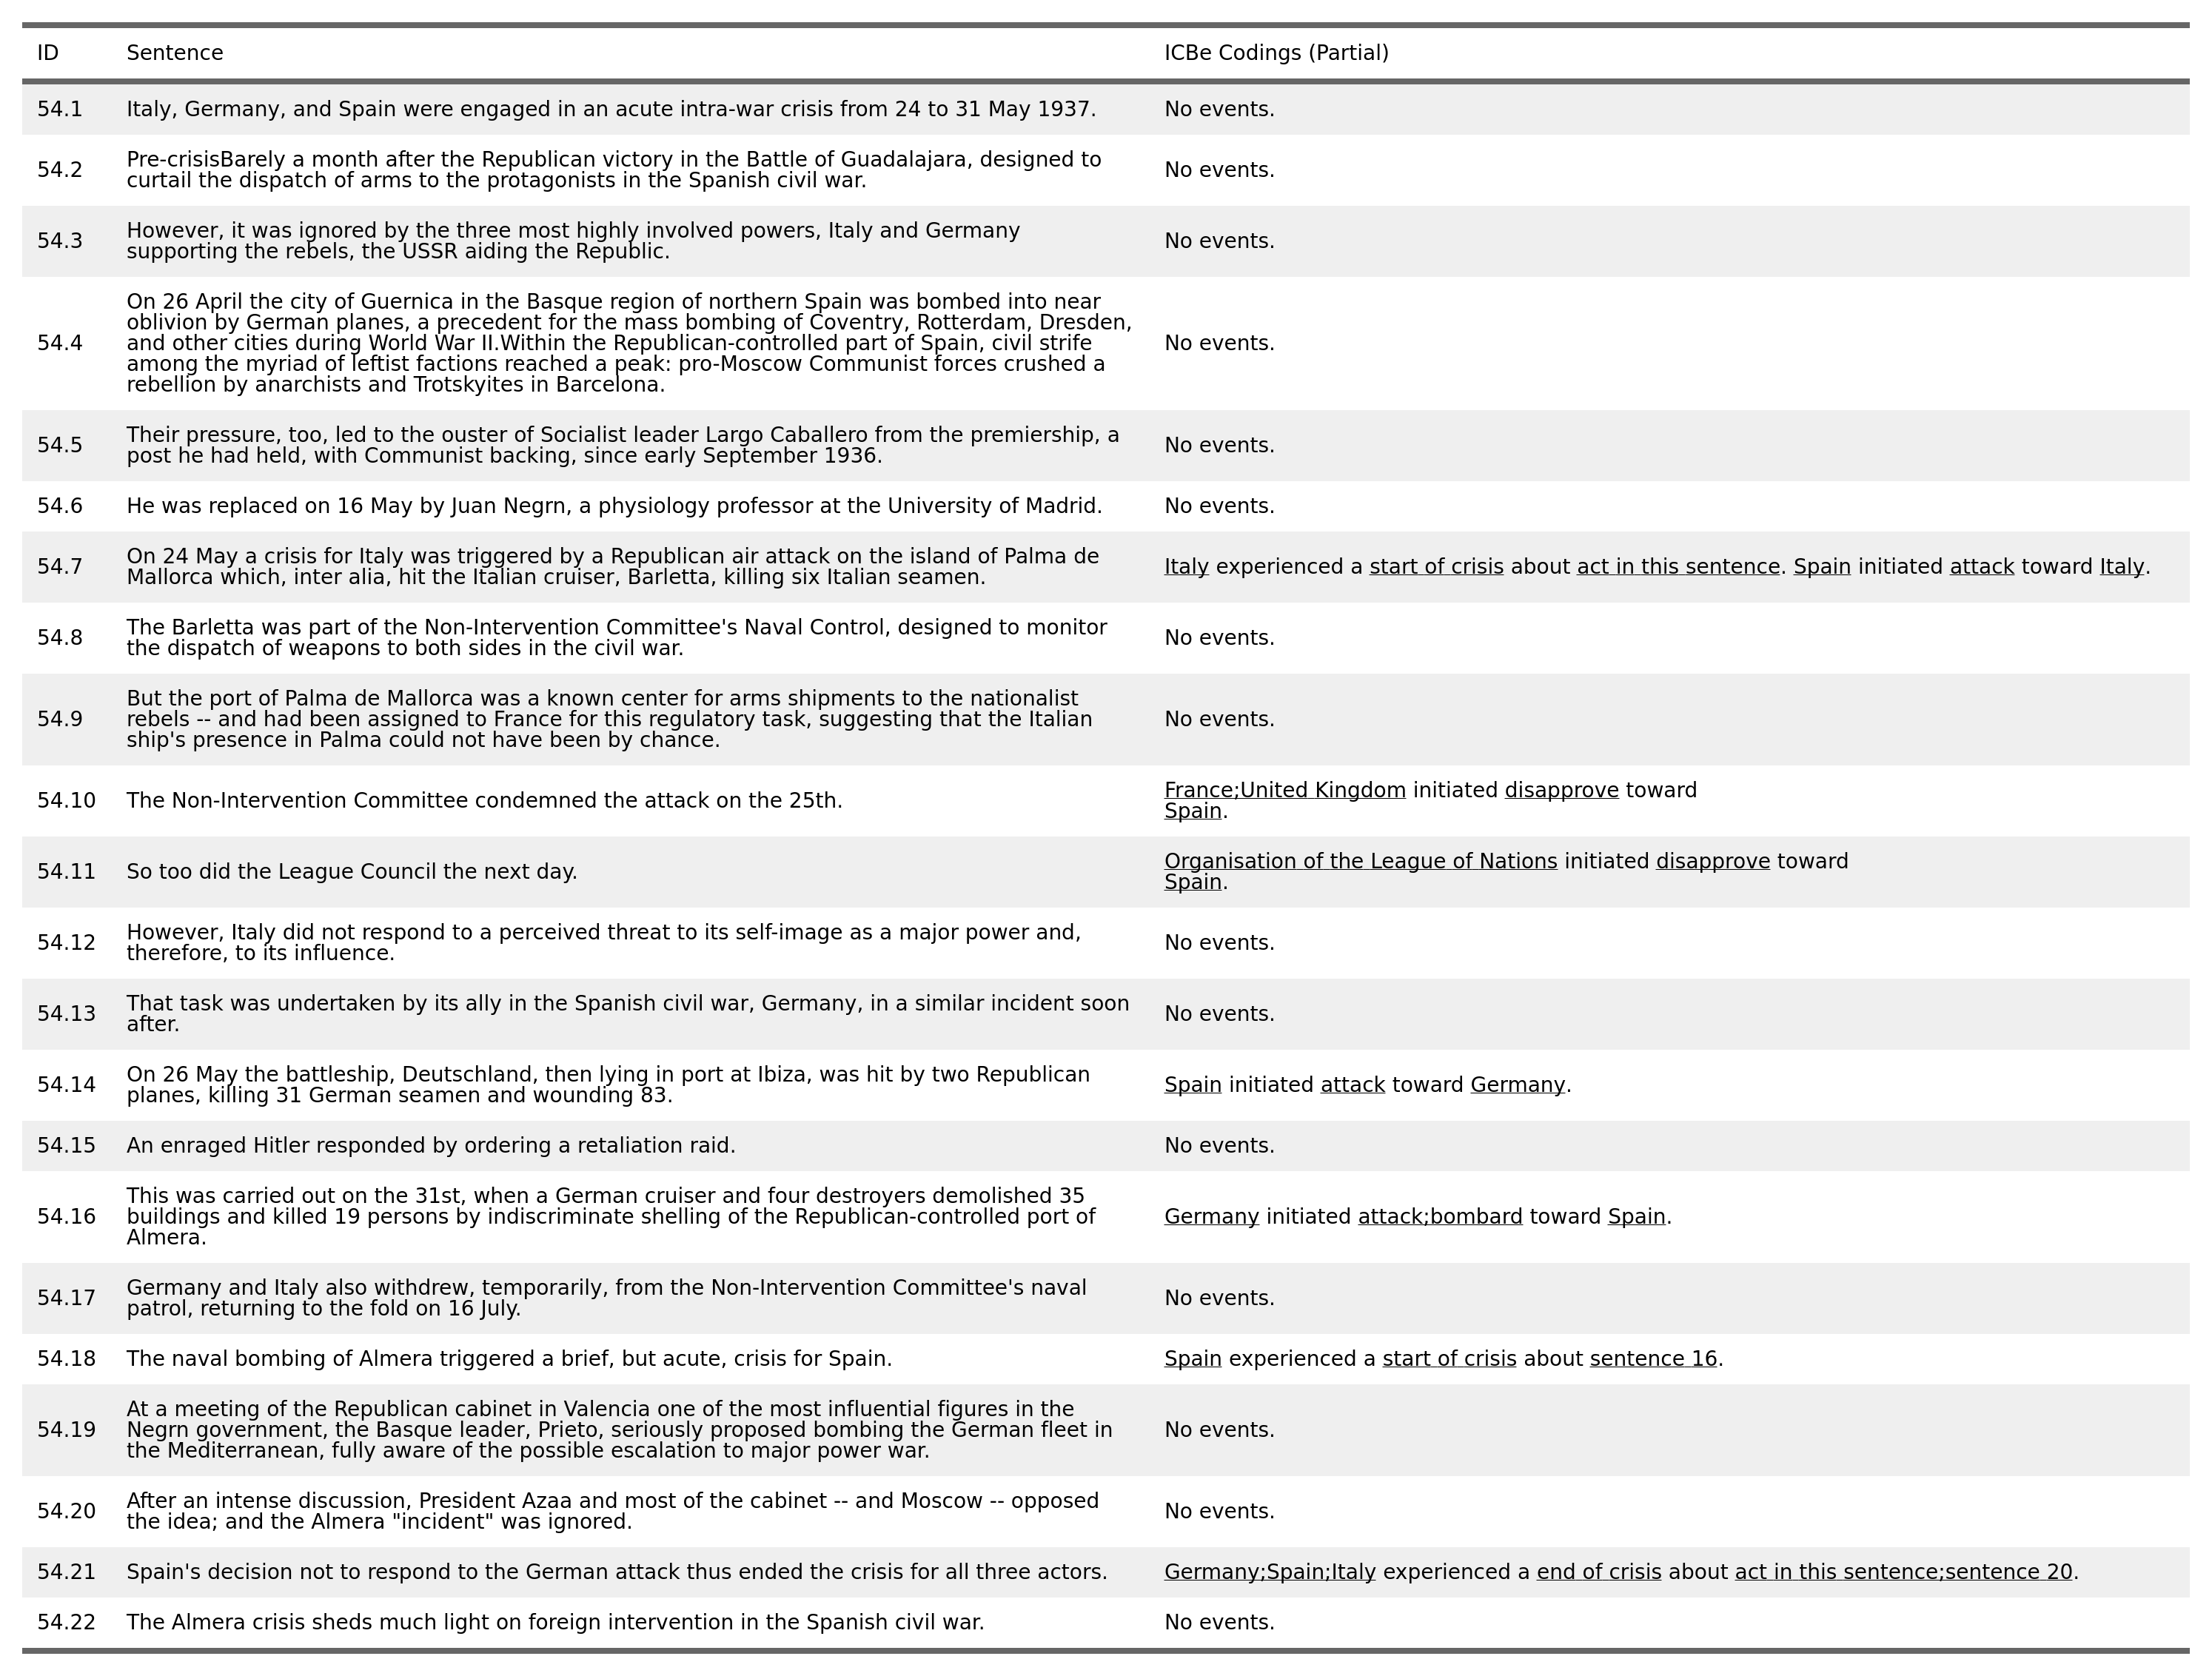 ID Sentence ICBe Codings (Partial)
54.1 Italy, Germany, and Spain were engaged in an acute intra-war crisis from 24 to 31 May 1937. No events.
54.2 Pre-crisisBarely a month after the Republican victory in the Battle of Guadalajara, designed to
curtail the dispatch of arms to the protagonists in the Spanish civil war. No events.
54.3 However, it was ignored by the three most highly involved powers, Italy and Germany
supporting the rebels, the USSR aiding the Republic. No events.
54.4 On 26 April the city of Guernica in the Basque region of northern Spain was bombed into near
oblivion by German planes, a precedent for the mass bombing of Coventry, Rotterdam, Dresden,
and other cities during World War II.Within the Republican-controlled part of Spain, civil strife
among the myriad of leftist factions reached a peak: pro-Moscow Communist forces crushed a
rebellion by anarchists and Trotskyites in Barcelona. No events.
54.5 Their pressure, too, led to the ouster of Socialist leader Largo Caballero from the premiership, a
post he had held, with Communist backing, since early September 1936. No events.
54.6 He was replaced on 16 May by Juan Negrn, a physiology professor at the University of Madrid. No events.
54.7 On 24 May a crisis for Italy was triggered by a Republican air attack on the island of Palma de
Mallorca which, inter alia, hit the Italian cruiser, Barletta, killing six Italian seamen. Italy experienced a start of crisis about act in this sentence. Spain initiated attack toward Italy.
54.8 The Barletta was part of the Non-Intervention Committee's Naval Control, designed to monitor
the dispatch of weapons to both sides in the civil war. No events.
54.9 But the port of Palma de Mallorca was a known center for arms shipments to the nationalist
rebels -- and had been assigned to France for this regulatory task, suggesting that the Italian
ship's presence in Palma could not have been by chance. No events.
54.10 The Non-Intervention Committee condemned the attack on the 25th. France;United Kingdom initiated disapprove toward
Spain.
54.11 So too did the League Council the next day. Organisation of the League of Nations initiated disapprove toward
Spain.
54.12 However, Italy did not respond to a perceived threat to its self-image as a major power and,
therefore, to its influence. No events.
54.13 That task was undertaken by its ally in the Spanish civil war, Germany, in a similar incident soon
after. No events.
54.14 On 26 May the battleship, Deutschland, then lying in port at Ibiza, was hit by two Republican
planes, killing 31 German seamen and wounding 83. Spain initiated attack toward Germany.
54.15 An enraged Hitler responded by ordering a retaliation raid. No events.
54.16 This was carried out on the 31st, when a German cruiser and four destroyers demolished 35
buildings and killed 19 persons by indiscriminate shelling of the Republican-controlled port of
Almera. Germany initiated attack;bombard toward Spain.
54.17 Germany and Italy also withdrew, temporarily, from the Non-Intervention Committee's naval
patrol, returning to the fold on 16 July. No events.
54.18 The naval bombing of Almera triggered a brief, but acute, crisis for Spain. Spain experienced a start of crisis about sentence 16.
54.19 At a meeting of the Republican cabinet in Valencia one of the most influential figures in the
Negrn government, the Basque leader, Prieto, seriously proposed bombing the German fleet in
the Mediterranean, fully aware of the possible escalation to major power war. No events.
54.20 After an intense discussion, President Azaa and most of the cabinet -- and Moscow -- opposed
the idea; and the Almera "incident" was ignored. No events.
54.21 Spain's decision not to respond to the German attack thus ended the crisis for all three actors. Germany;Spain;Italy experienced a end of crisis about act in this sentence;sentence 20.
54.22 The Almera crisis sheds much light on foreign intervention in the Spanish civil war. No events.